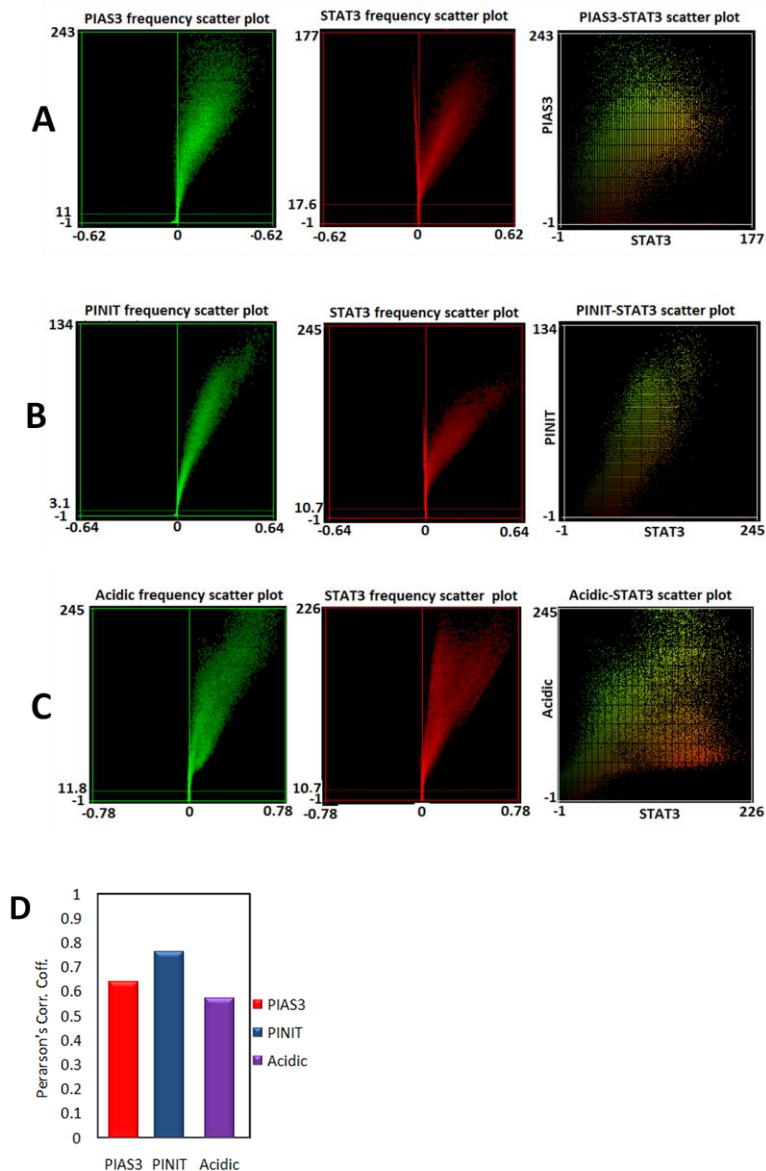 A
PIAS3 frequency scatter plot
243
11
-1
-0.62 0 -0.62
STAT3 frequency scatter plot
177
17.6
-1
-0.62 0 0.62
PIAS3-STAT3 scatter plot
243
PIAS3
-1
-1 STAT3 177
B
PINIT frequency scatter plot
134
3.1
-1
-0.64 0 0.64
STAT3 frequency scatter plot
245
10.7
-1
-0.64 0 0.64
PINIT-STAT3 scatter plot
134
PINIT
-1
-1 STAT3 245
C
Acidic frequency scatter plot
245
11.8
-1
-0.78 0 0.78
STAT3 frequency scatter plot
226
10.7
-1
-0.78 0 0.78
Acidic-STAT3 scatter plot
245
Acidic
-1
-1 STAT3 226
D
Perarson's Corr. Coff.
1
0.9
0.8
0.7
0.6
0.5
0.4
0.3
0.2
0.1
0
PIAS3 PINIT Acidic
PIAS3
PINIT
Acidic